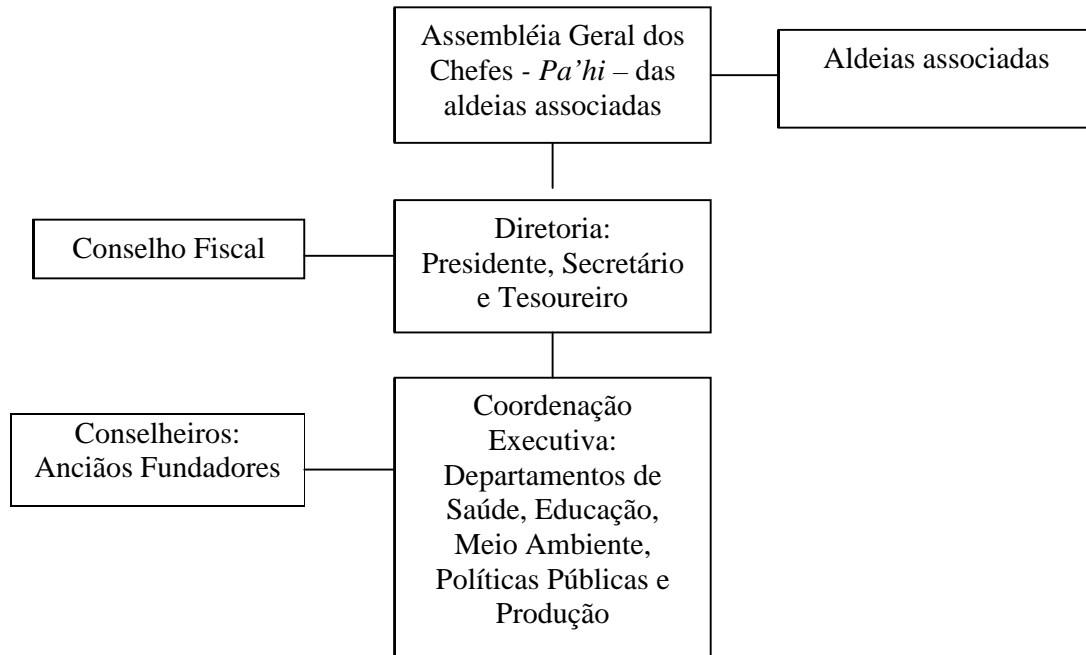 Assembléia Geral dos
Chefes - Pa’hi – das
aldeias associadas
Aldeias associadas
Conselho Fiscal
Diretoria:
Presidente, Secretário
e Tesoureiro
Conselheiros:
Anciãos Fundadores
Coordenação
Executiva:
Departamentos de
Saúde, Educação,
Meio Ambiente,
Políticas Públicas e
Produção